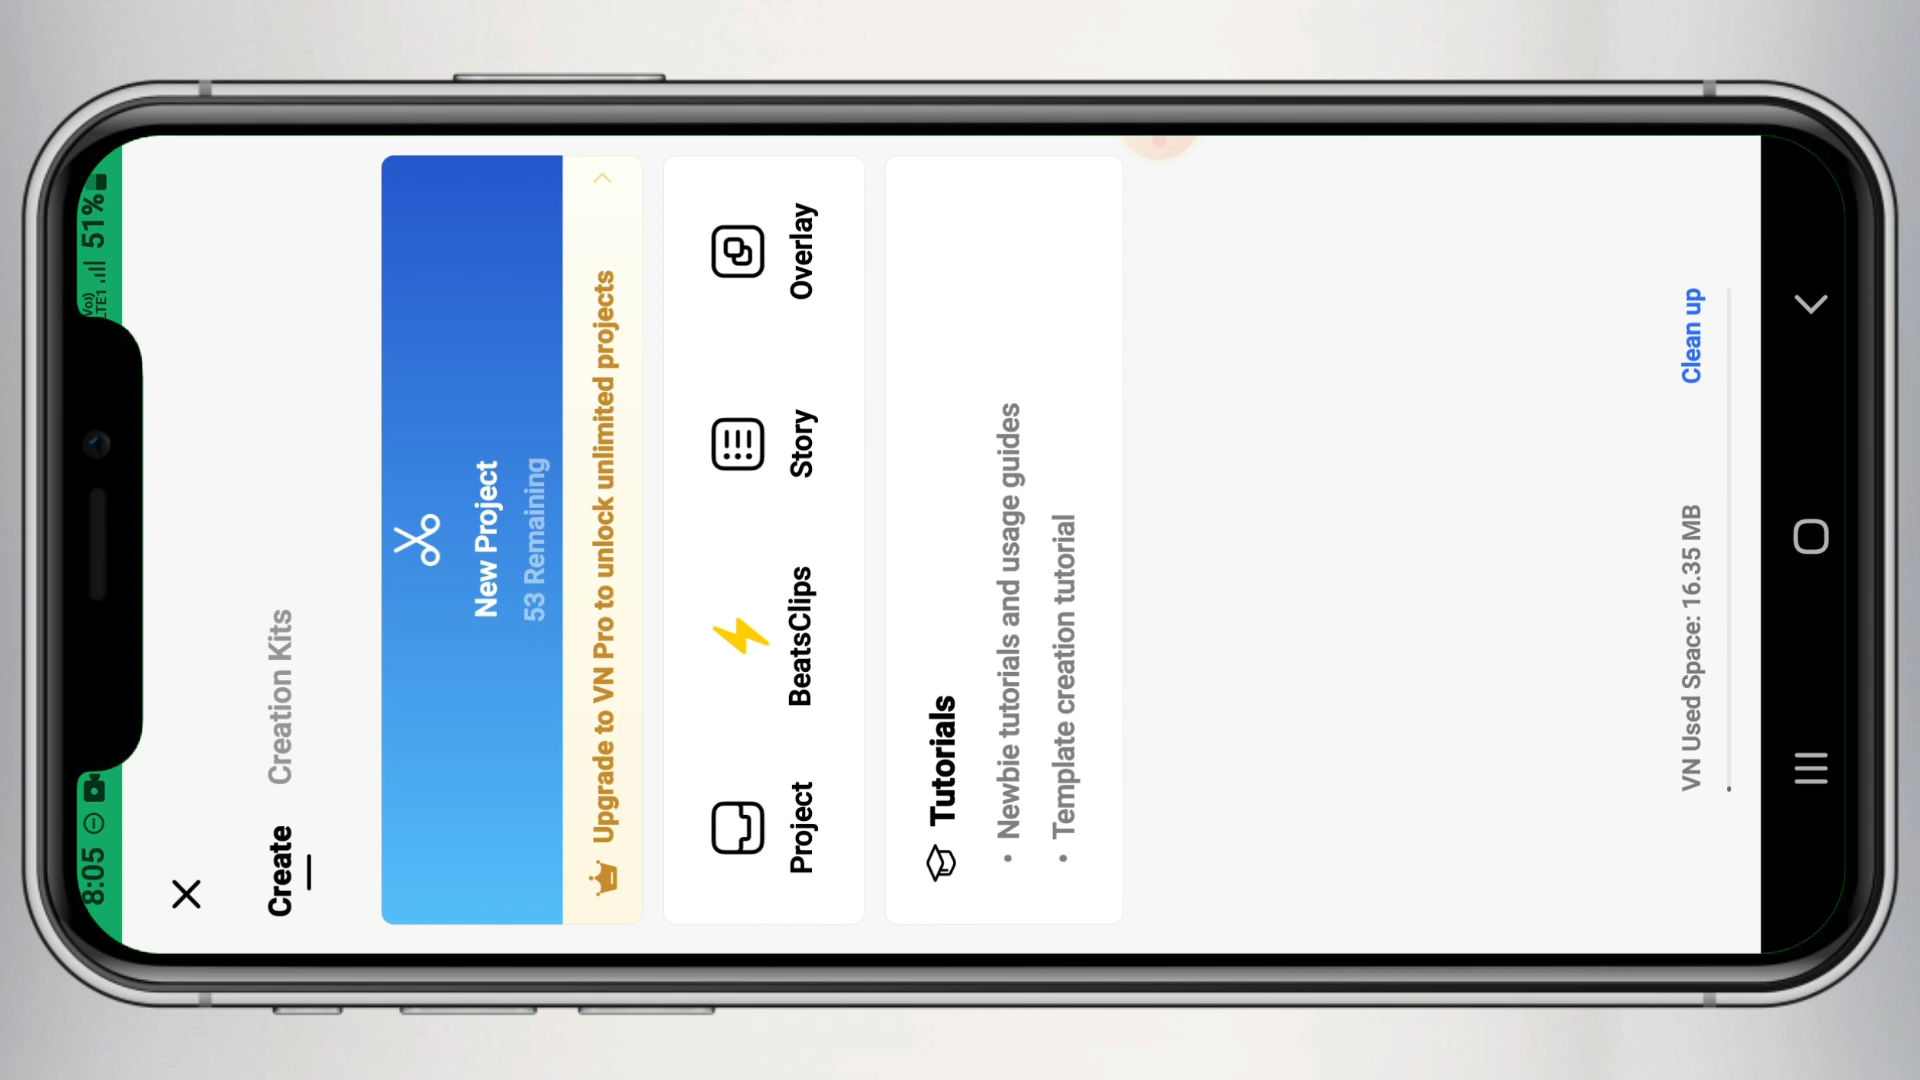 8:05
Vo))
LTE1
51%
Create Creation Kits
New Project
53 Remaining
Upgrade to VN Pro to unlock unlimited projects
Project BeatsClips Story Overlay
Tutorials
• Newbie tutorials and usage guides
• Template creation tutorial
VN Used Space: 16.35 MB Clean up